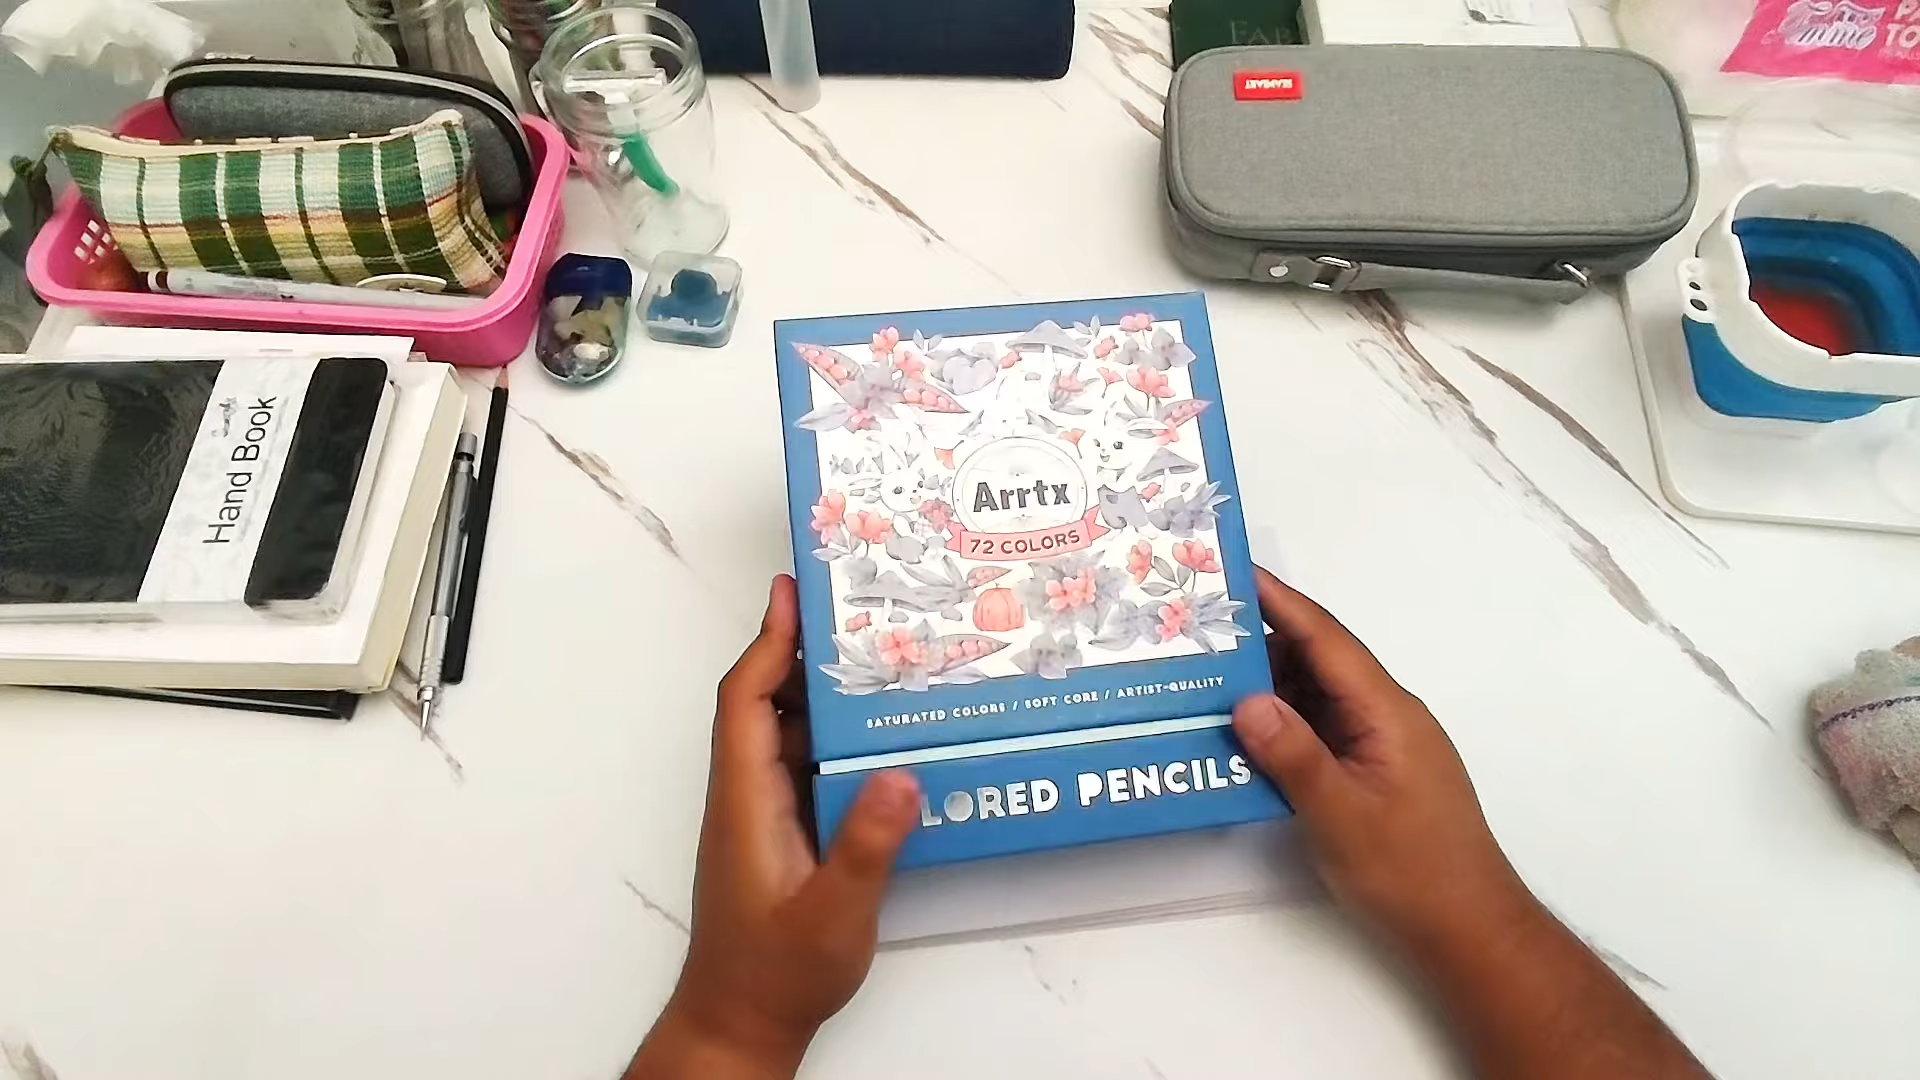 Arrtx
72 COLORS
SATURATED COLORS / SOFT CORE / ARTIST-QUALITY
LORED PENCILS
Hand Book